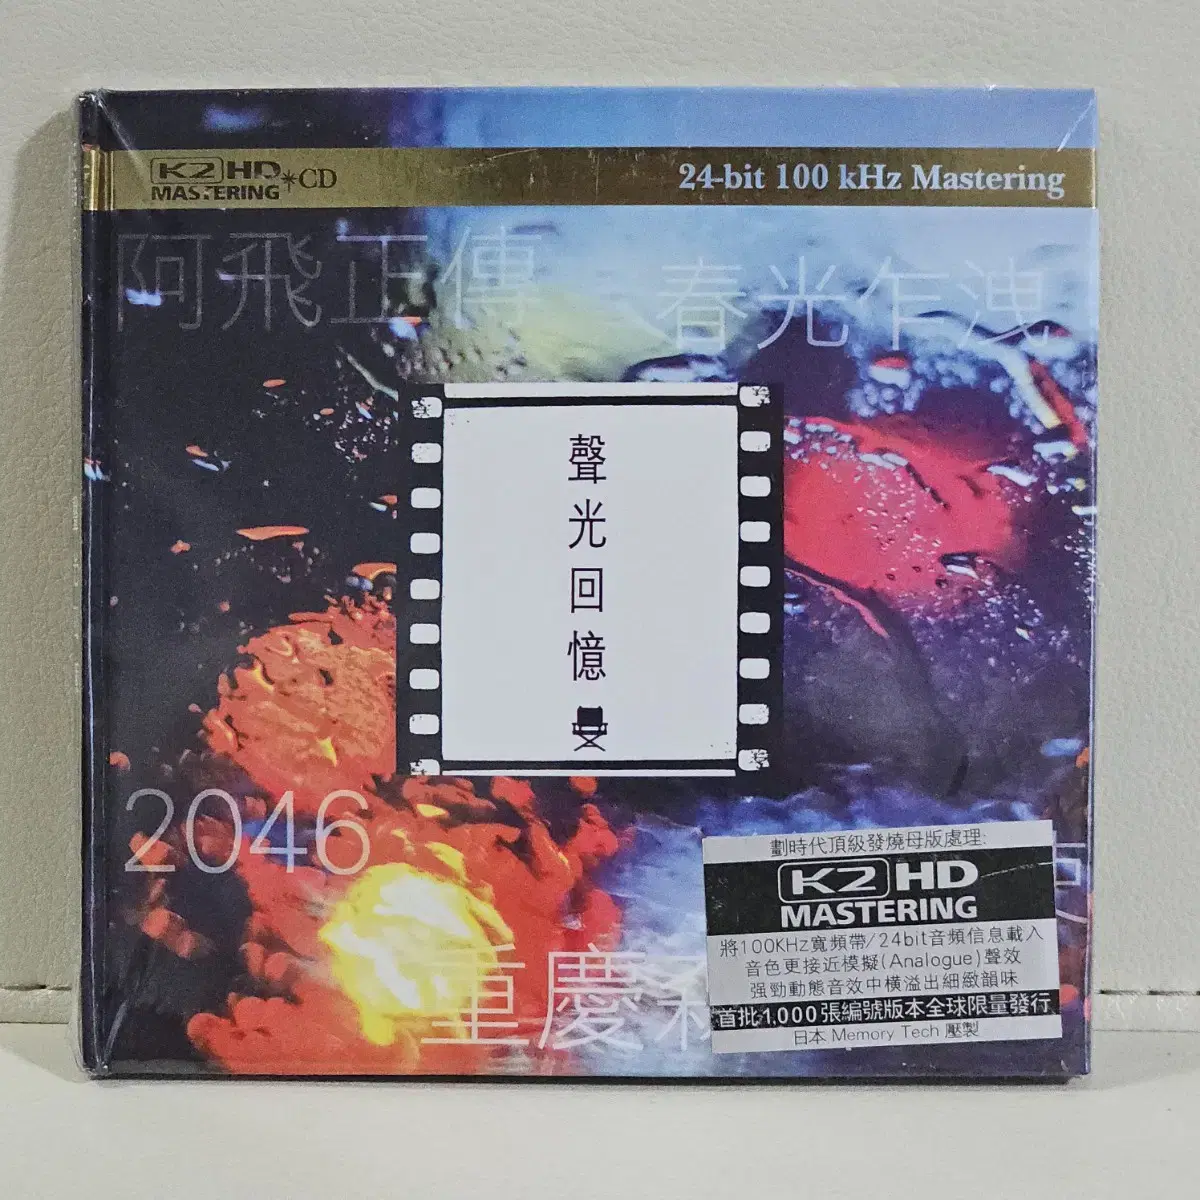 K2 HD MASTERING *CD
24-bit 100 kHz Mastering
阿飛正傳
春光乍洩
聲光回憶
2046
重慶
劃時代頂級發燒母版處理:
K2 HD
MASTERING
將100KHz寬頻帶/24bit音頻信息載入
音色更接近模擬(Analogue)聲效
强勁動態音效中橫溢出細緻韻味
首批1,000張編號版本全球限量發行
日本 Memory Tech 壓製